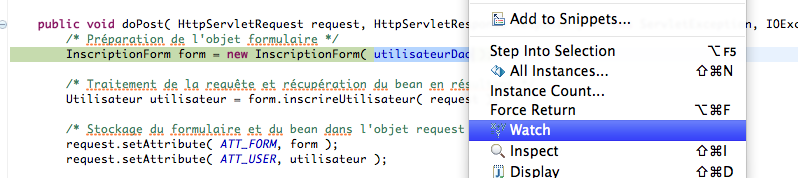 public void doPost( HttpServletRequest request, HttpServletRes
/* Préparation de l'objet formulaire */
InscriptionForm form = new InscriptionForm( utilisateurDao
/* Traitement de la requête et récupération du bean en rés
Utilisateur utilisateur = form.inscrireUtilisateur( reques
/* Stockage du formulaire et du bean dans l'objet request
request.setAttribute( ATT_FORM, form );
request.setAttribute( ATT_USER, utilisateur );
Add to Snippets...
Step Into Selection ⌥F5
All Instances... ⇧⌘N
Instance Count...
Force Return ⌥⌘F
Watch
Inspect ⇧⌘I
Display ⇧⌘D